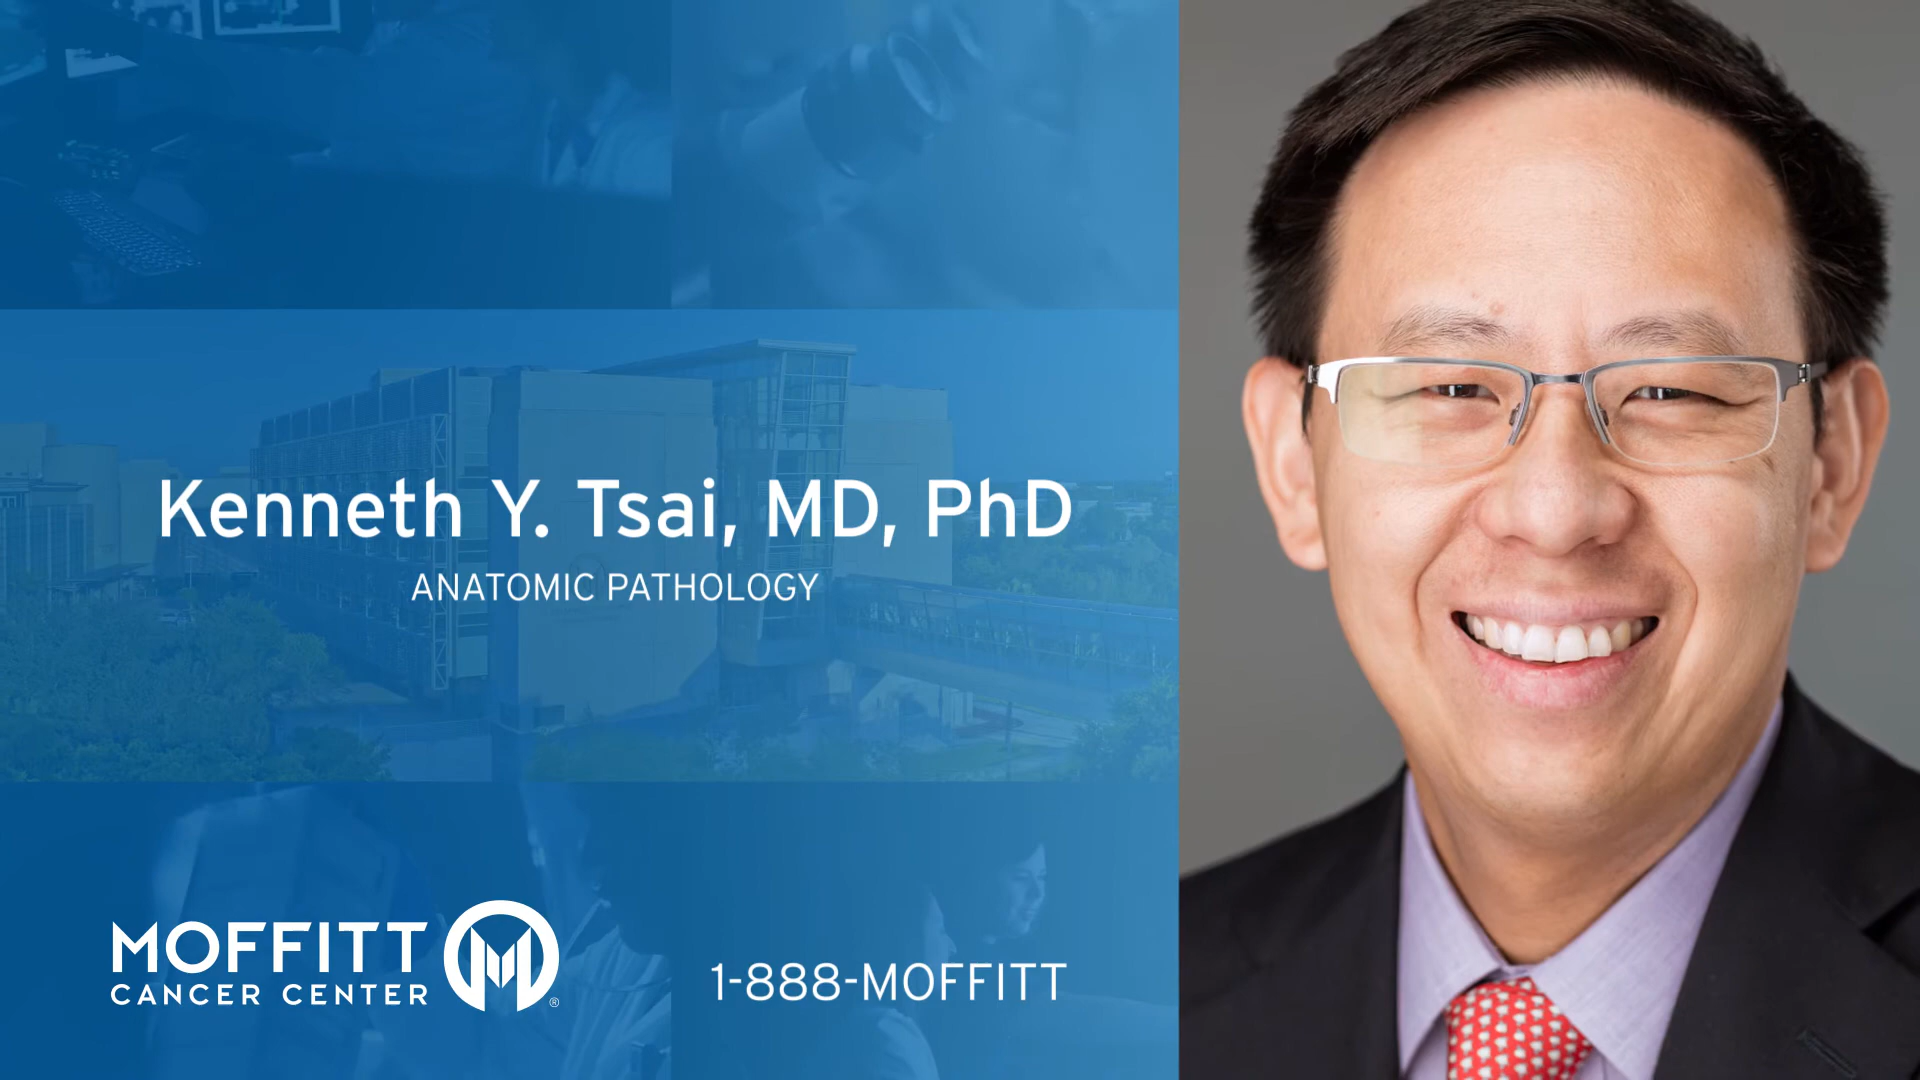 Kenneth Y. Tsai, MD, PhD
ANATOMIC PATHOLOGY
MOFFITT
CANCER CENTER
®
1-888-MOFFITT